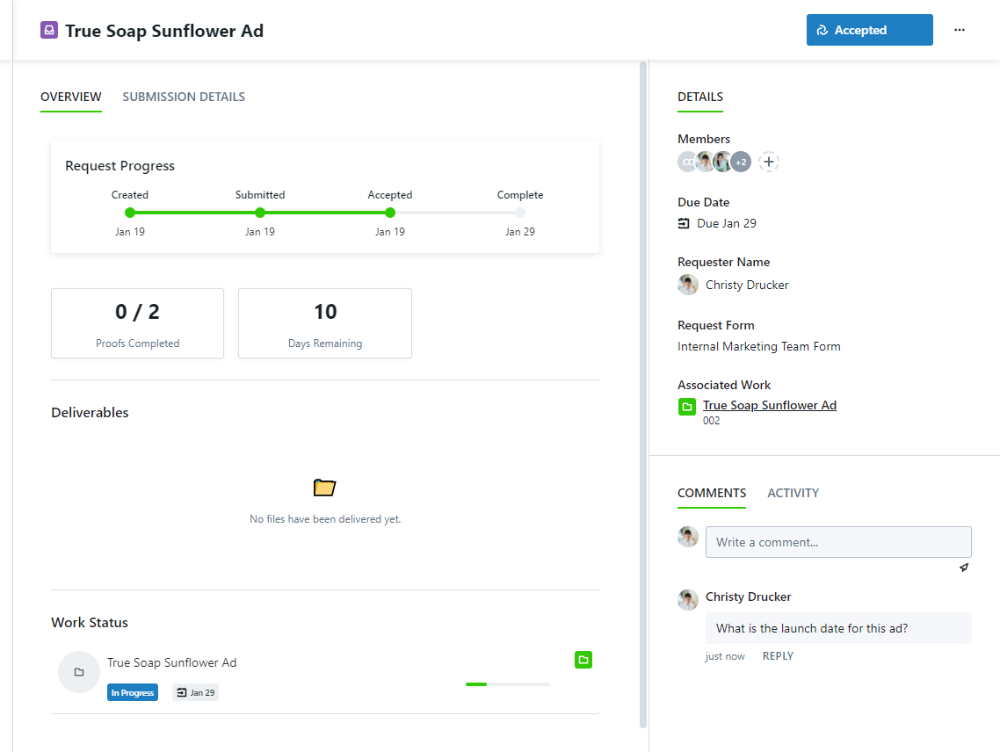 True Soap Sunflower Ad
Accepted
OVERVIEW
SUBMISSION DETAILS
Request Progress
Created
Submitted
Accepted
Complete
Jan 19
Jan 19
Jan 19
Jan 29
0 / 2
Proofs Completed
10
Days Remaining
Deliverables
No files have been delivered yet.
Work Status
True Soap Sunflower Ad
In Progress
Jan 29
DETAILS
Members
CC
+2
Due Date
Due Jan 29
Requester Name
Christy Drucker
Request Form
Internal Marketing Team Form
Associated Work
True Soap Sunflower Ad
002
COMMENTS
ACTIVITY
Write a comment...
Christy Drucker
What is the launch date for this ad?
just now
REPLY